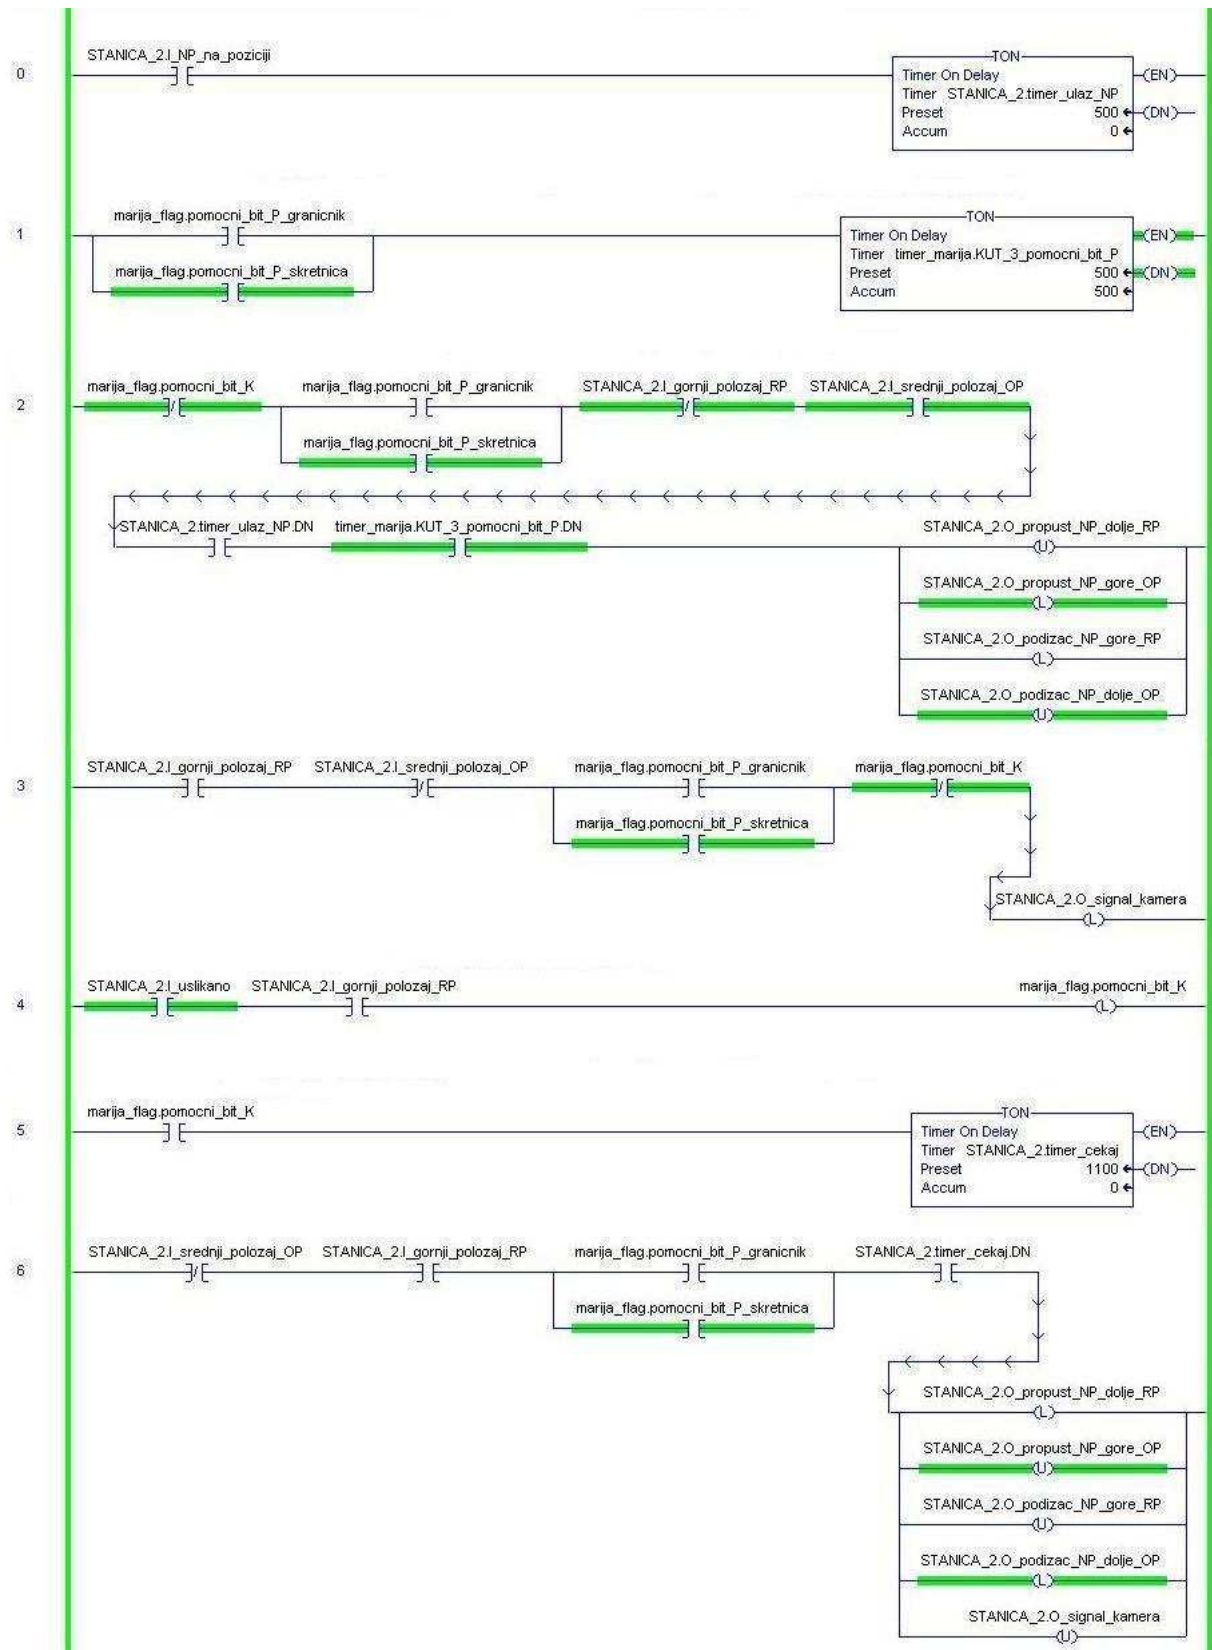 STANICA_2.I_NP_na_poziciji
0
TON
Timer On Delay
Timer STANICA_2.timer_ulaz_NP
Preset 500
Accum 0
(EN)
(DN)
marija_flag.pomocni_bit_P_granicnik
1
marija_flag.pomocni_bit_P_skretnica
TON
Timer On Delay
Timer timer_marija.KUT_3_pomocni_bit_P
Preset 500
Accum 500
(EN)
(DN)
marija_flag.pomocni_bit_K
marija_flag.pomocni_bit_P_granicnik
STANICA_2.I_gornji_polozaj_RP
STANICA_2.I_srednji_polozaj_OP
2
marija_flag.pomocni_bit_P_skretnica
STANICA_2.timer_ulaz_NP.DN
timer_marija.KUT_3_pomocni_bit_P.DN
STANICA_2.O_propust_NP_dolje_RP
(U)
STANICA_2.O_propust_NP_gore_OP
(L)
STANICA_2.O_podizac_NP_gore_RP
(L)
STANICA_2.O_podizac_NP_dolje_OP
(U)
STANICA_2.I_gornji_polozaj_RP
STANICA_2.I_srednji_polozaj_OP
marija_flag.pomocni_bit_P_granicnik
marija_flag.pomocni_bit_K
3
marija_flag.pomocni_bit_P_skretnica
STANICA_2.O_signal_kamera
(L)
STANICA_2.I_uslikano
STANICA_2.I_gornji_polozaj_RP
marija_flag.pomocni_bit_K
4
(L)
marija_flag.pomocni_bit_K
5
TON
Timer On Delay
Timer STANICA_2.timer_cekaj
Preset 1100
Accum 0
(EN)
(DN)
STANICA_2.I_srednji_polozaj_OP
STANICA_2.I_gornji_polozaj_RP
marija_flag.pomocni_bit_P_granicnik
STANICA_2.timer_cekaj.DN
6
marija_flag.pomocni_bit_P_skretnica
STANICA_2.O_propust_NP_dolje_RP
(L)
STANICA_2.O_propust_NP_gore_OP
(U)
STANICA_2.O_podizac_NP_gore_RP
(U)
STANICA_2.O_podizac_NP_dolje_OP
(L)
STANICA_2.O_signal_kamera
(U)